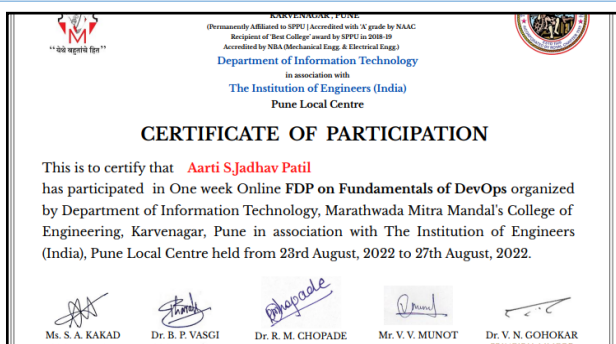 KARVENAGAR, PUNE
(Permanently Affiliated to SPPU | Accredited with 'A' grade by NAAC
Recipient of 'Best College' award by SPPU in 2018-19
Accredited by NBA (Mechanical Engg. & Electrical Engg.)
"येथे बहुतांचे हित"
Department of Information Technology
in association with
The Institution of Engineers (India)
Pune Local Centre
CERTIFICATE OF PARTICIPATION
This is to certify that Aarti S.Jadhav Patil
has participated in One week Online FDP on Fundamentals of DevOps organized
by Department of Information Technology, Marathwada Mitra Mandal's College of
Engineering, Karvenagar, Pune in association with The Institution of Engineers
(India), Pune Local Centre held from 23rd August, 2022 to 27th August, 2022.
Ms. S. A. KAKAD Dr. B. P. VASGI Dr. R. M. CHOPADE Mr. V. V. MUNOT Dr. V. N. GOHOKAR